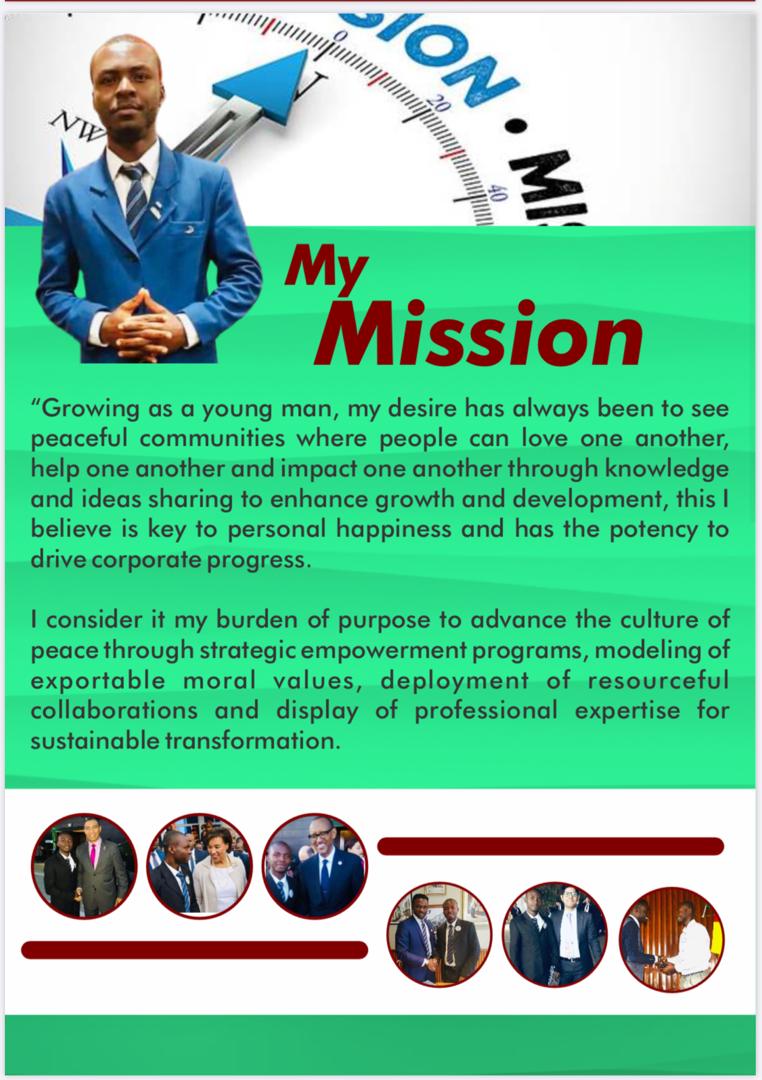 SION • MIS
NW
0
20
40
My
Mission
“Growing as a young man, my desire has always been to see
peaceful communities where people can love one another,
help one another and impact one another through knowledge
and ideas sharing to enhance growth and development, this I
believe is key to personal happiness and has the potency to
drive corporate progress.
I consider it my burden of purpose to advance the culture of
peace through strategic empowerment programs, modeling of
exportable moral values, deployment of resourceful
collaborations and display of professional expertise for
sustainable transformation.